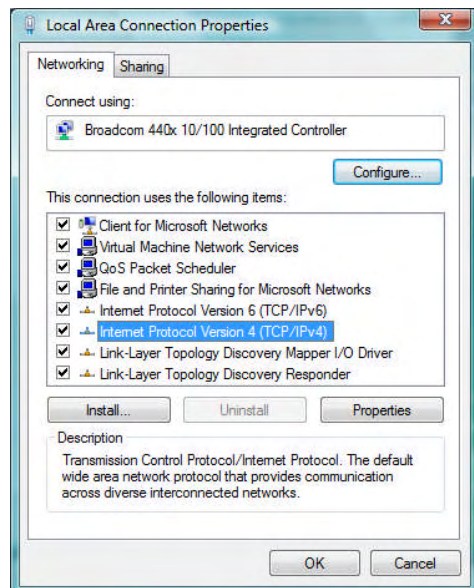 Local Area Connection Properties
Networking
Sharing
Connect using:
Broadcom 440x 10/100 Integrated Controller
Configure...
This connection uses the following items:
Client for Microsoft Networks
Virtual Machine Network Services
QoS Packet Scheduler
File and Printer Sharing for Microsoft Networks
Internet Protocol Version 6 (TCP/IPv6)
Internet Protocol Version 4 (TCP/IPv4)
Link-Layer Topology Discovery Mapper I/O Driver
Link-Layer Topology Discovery Responder
Install...
Uninstall
Properties
Description
Transmission Control Protocol/Internet Protocol. The default
wide area network protocol that provides communication
across diverse interconnected networks.
OK
Cancel